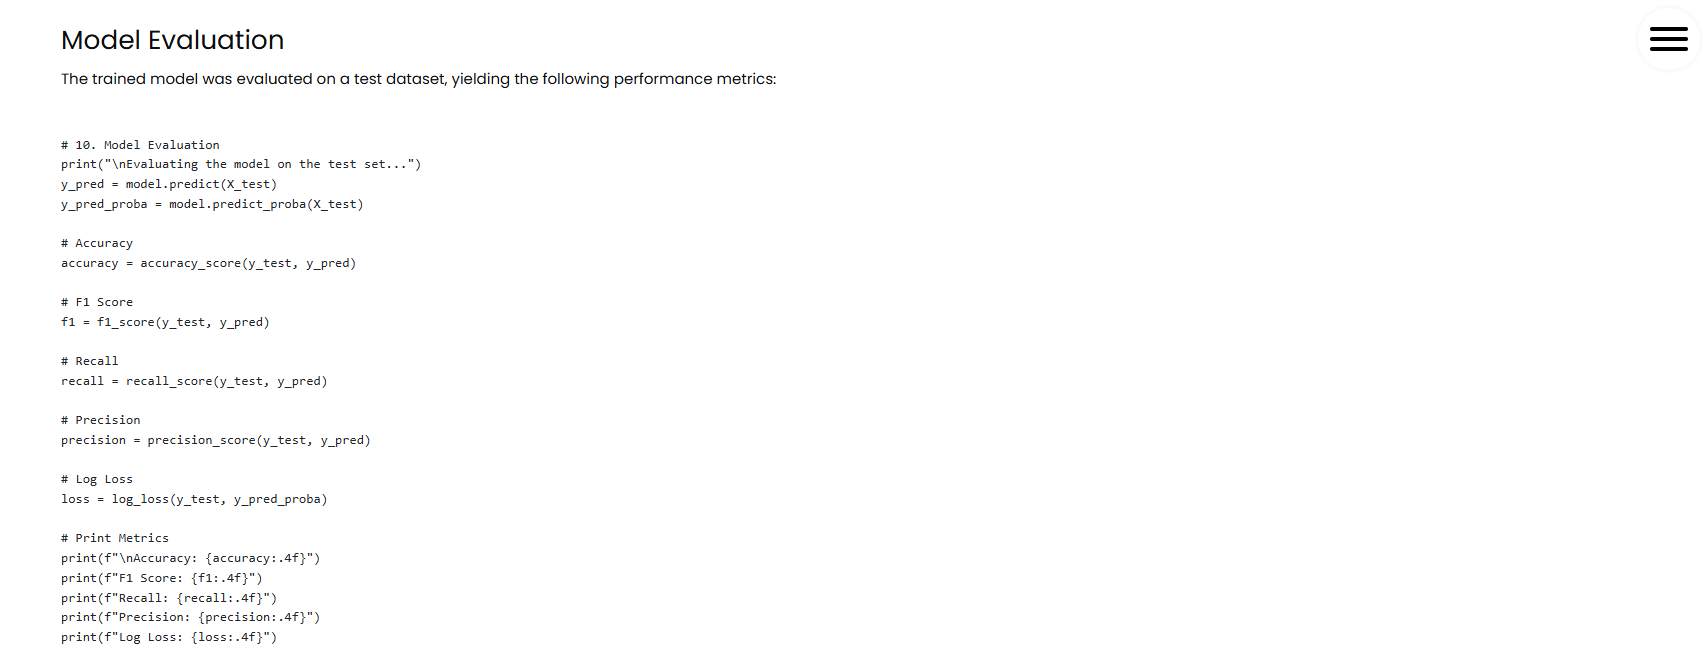 Model Evaluation
The trained model was evaluated on a test dataset, yielding the following performance metrics:
# 10. Model Evaluation
print("\nEvaluating the model on the test set...")
y_pred = model.predict(X_test)
y_pred_proba = model.predict_proba(X_test)
# Accuracy
accuracy = accuracy_score(y_test, y_pred)
# F1 Score
f1 = f1_score(y_test, y_pred)
# Recall
recall = recall_score(y_test, y_pred)
# Precision
precision = precision_score(y_test, y_pred)
# Log Loss
loss = log_loss(y_test, y_pred_proba)
# Print Metrics
print(f"\nAccuracy: {accuracy:.4f}")
print(f"F1 Score: {f1:.4f}")
print(f"Recall: {recall:.4f}")
print(f"Precision: {precision:.4f}")
print(f"Log Loss: {loss:.4f}")